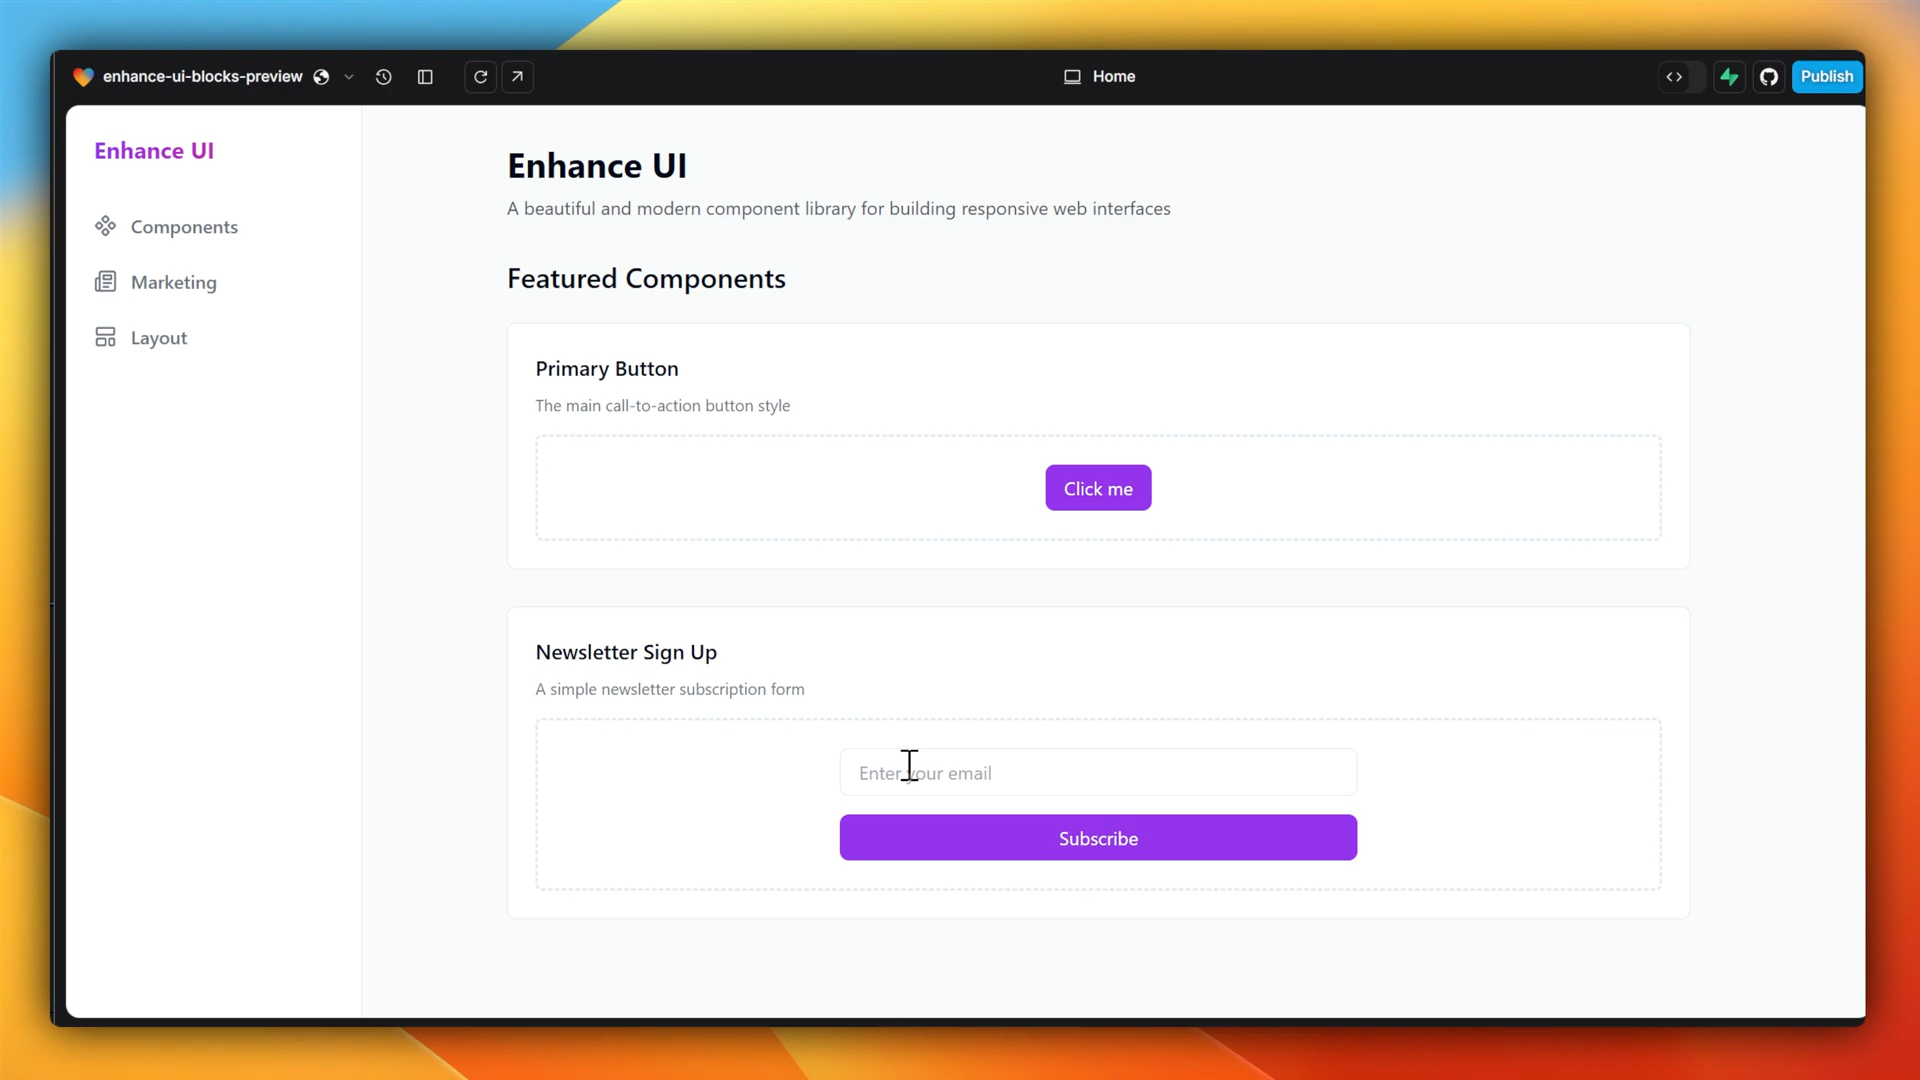 enhance-ui-blocks-preview
Home
Publish
Enhance UI
Components
Marketing
Layout
Enhance UI
A beautiful and modern component library for building responsive web interfaces
Featured Components
Primary Button
The main call-to-action button style
Click me
Newsletter Sign Up
A simple newsletter subscription form
Enter your email
Subscribe